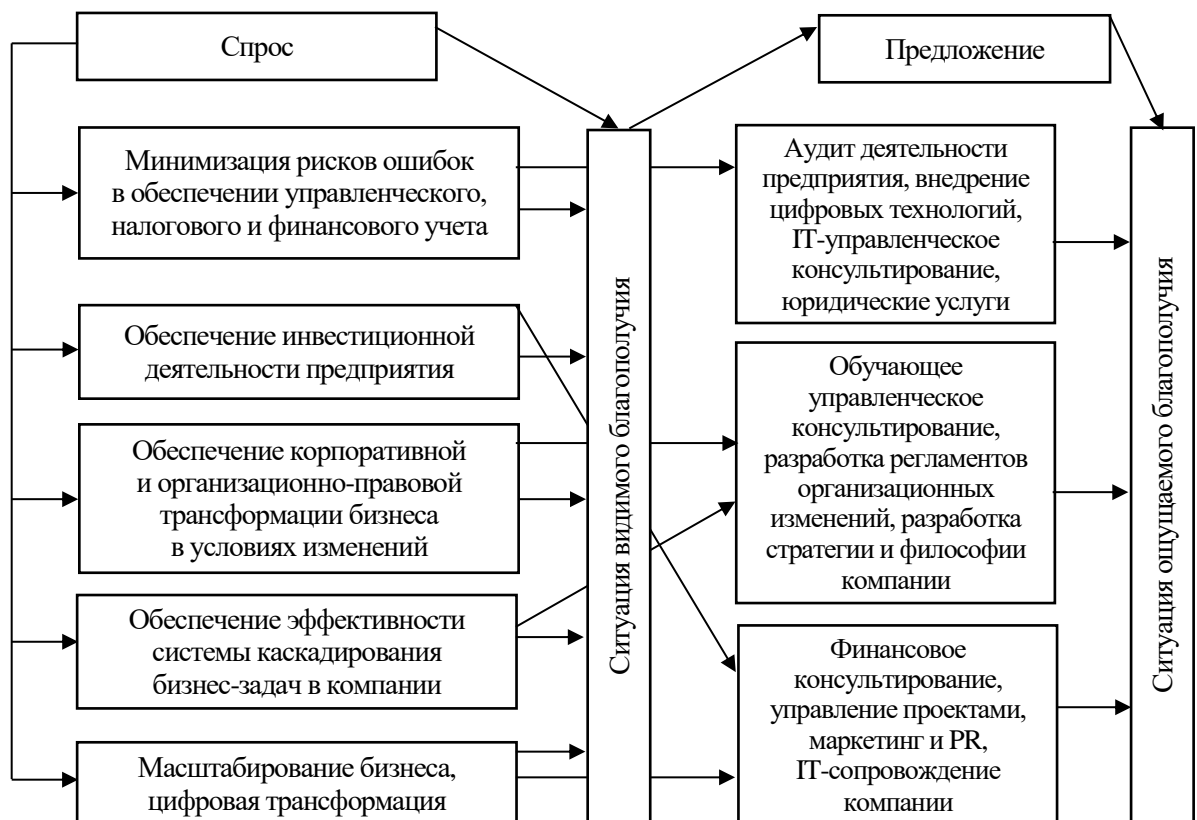 Спрос
Предложение
Минимизация рисков ошибок
в обеспечении управленческого,
налогового и финансового учета
Обеспечение инвестиционной
деятельности предприятия
Обеспечение корпоративной
и организационно-правовой
трансформации бизнеса
в условиях изменений
Обеспечение эффективности
системы каскадирования
бизнес-задач в компании
Масштабирование бизнеса,
цифровая трансформация
Ситуация видимого благополучия
Аудит деятельности
предприятия, внедрение
цифровых технологий,
IT-управленческое
консультирование,
юридические услуги
Обучающее
управленческое
консультирование,
разработка регламентов
организационных
изменений, разработка
стратегии и философии
компании
Финансовое
консультирование,
управление проектами,
маркетинг и PR,
IT-сопровождение
компании
Ситуация ощущаемого благополучия